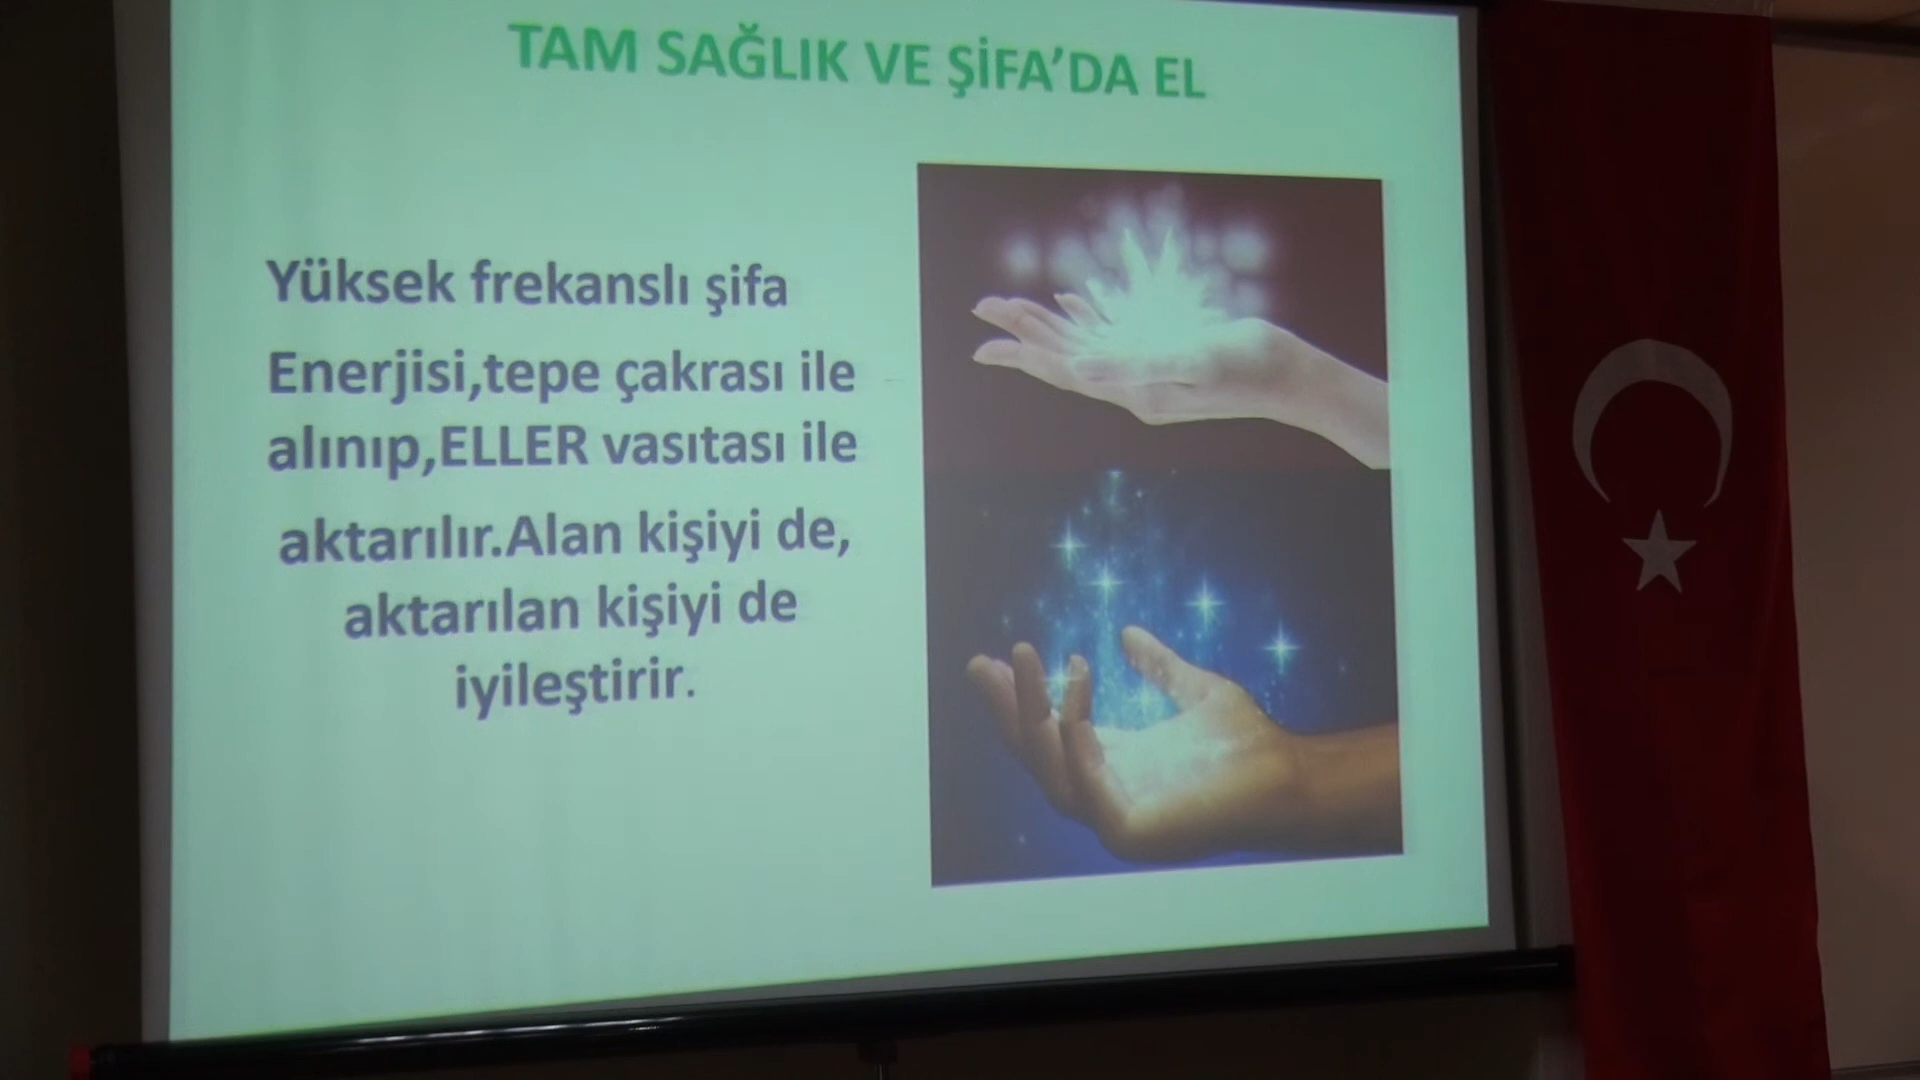 TAM SAĞLIK VE ŞİFA'DA EL
Yüksek frekanslı şifa
Enerjisi,tepe çakrası ile
alınıp,ELLER vasıtası ile
aktarılır.Alan kişiyi de,
aktarılan kişiyi de
iyileştirir.